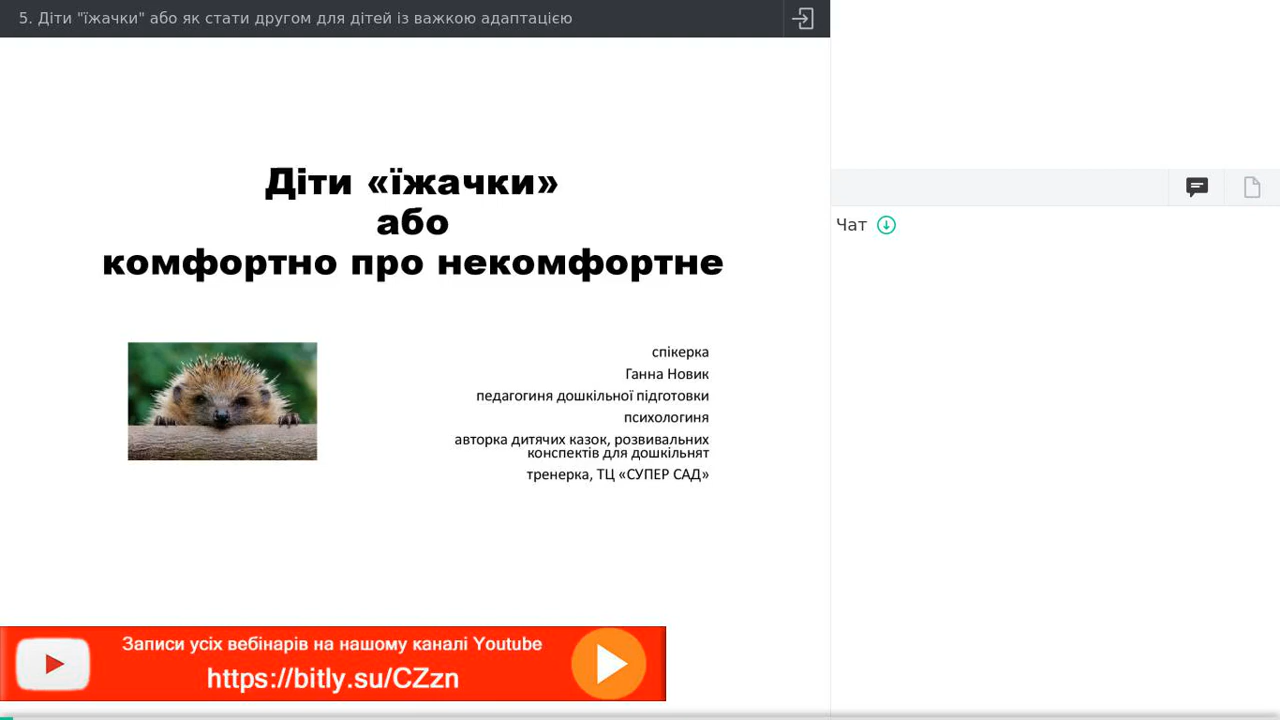 5. Діти "їжачки" або як стати другом для дітей із важкою адаптацією
Діти «їжачки»
або
комфортно про некомфортне
спікерка
Ганна Новик
педагогиня дошкільної підготовки
психологиня
авторка дитячих казок, розвивальних
конспектів для дошкільнят
тренерка, ТЦ «СУПЕР САД»
Записи усіх вебінарів на нашому каналі Youtube
https://bitly.su/CZzn
Чат